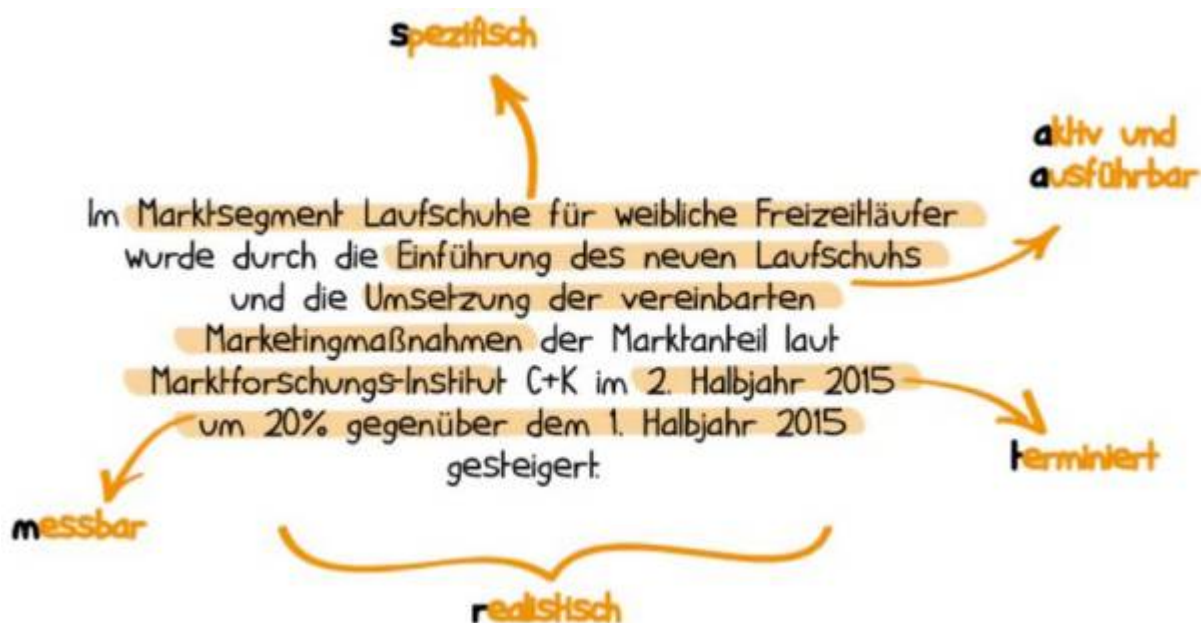 spezifisch
aktiv und
ausführbar
Im Marktsegment Laufschuhe für weibliche Freizeitläufer
wurde durch die Einführung des neuen Laufschuhs
und die Umsetzung der vereinbarten
Marketingmaßnahmen der Marktanteil laut
Marktforschungs-Institut C+K im 2. Halbjahr 2015
um 20% gegenüber dem 1. Halbjahr 2015
gesteigert.
terminiert
messbar
realistisch